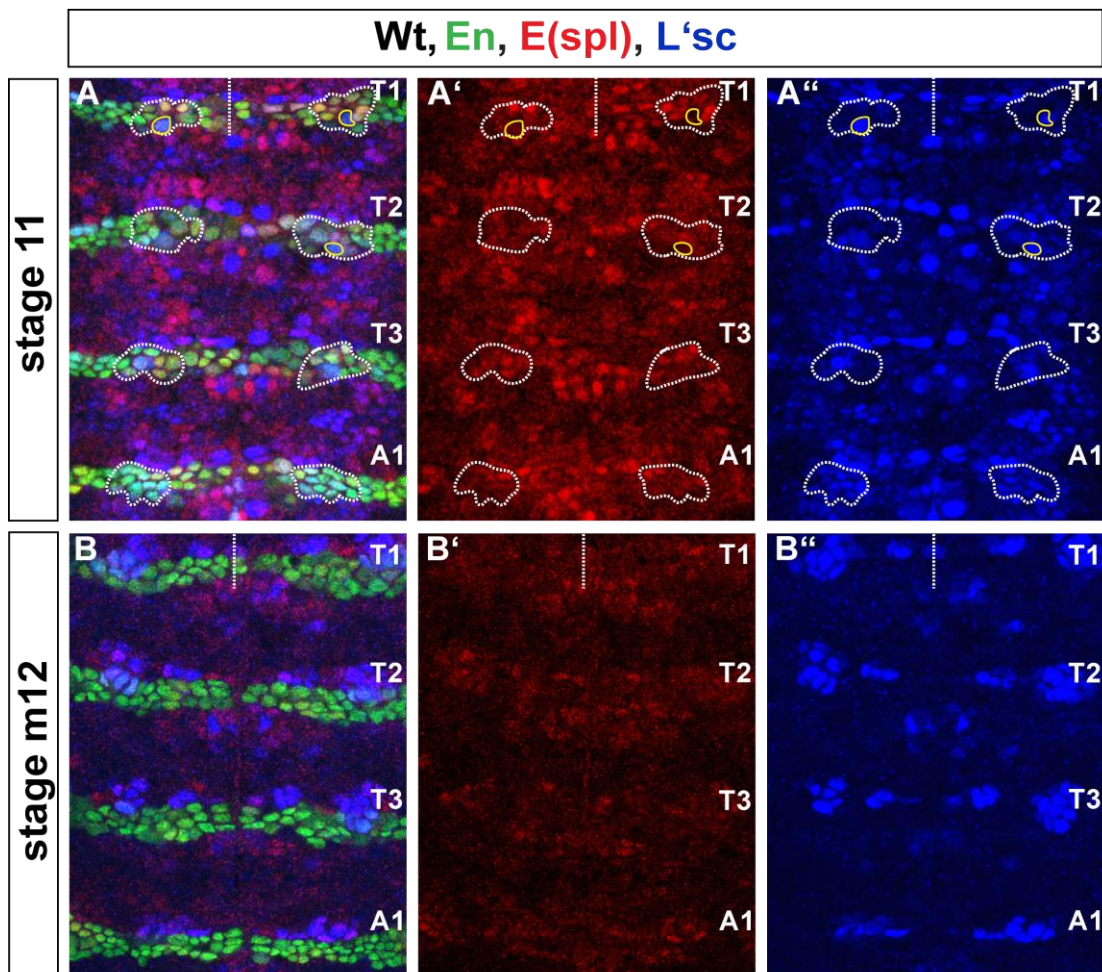 Wt, En, E(spl), L‘sc
stage 11
A
T1
T2
T3
A1
A‘
T1
T2
T3
A1
A“
T1
T2
T3
A1
stage m12
B
T1
T2
T3
A1
B‘
T1
T2
T3
A1
B“
T1
T2
T3
A1